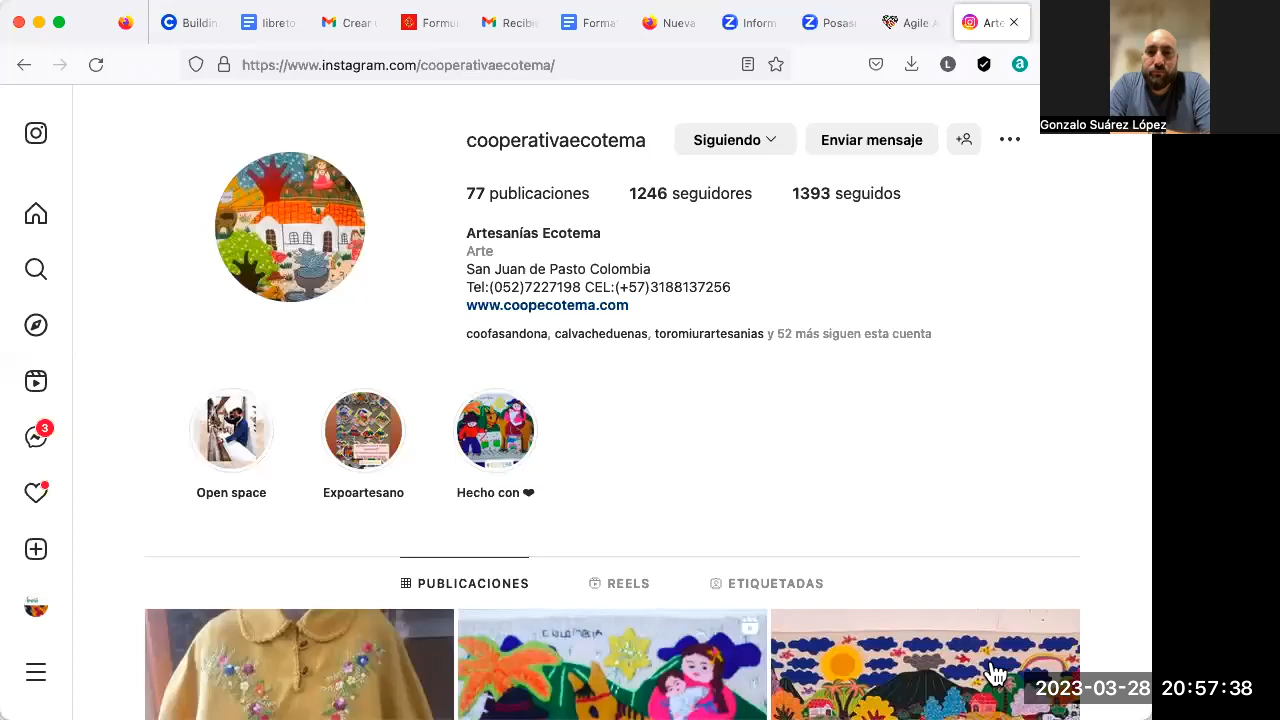 Buildin
libreto
Crear
Formu
Recibi
Forma
Nueva
Inform
Posas
Agile
Arte
https://www.instagram.com/cooperativaecotema/
Gonzalo Suárez López
cooperativaecotema
Siguiendo
Enviar mensaje
77 publicaciones
1246 seguidores
1393 seguidos
Artesanías Ecotema
Arte
San Juan de Pasto Colombia
Tel:(052)7227198 CEL:(+57)3188137256
www.coopecotema.com
coofasandona, calvacheduenas, toromiurartesanias y 52 más siguen esta cuenta
3
Open space
Expoartesano
Hecho con ❤
PUBLICACIONES
REELS
ETIQUETADAS
COLOMBIA
2023-03-28 20:57:38